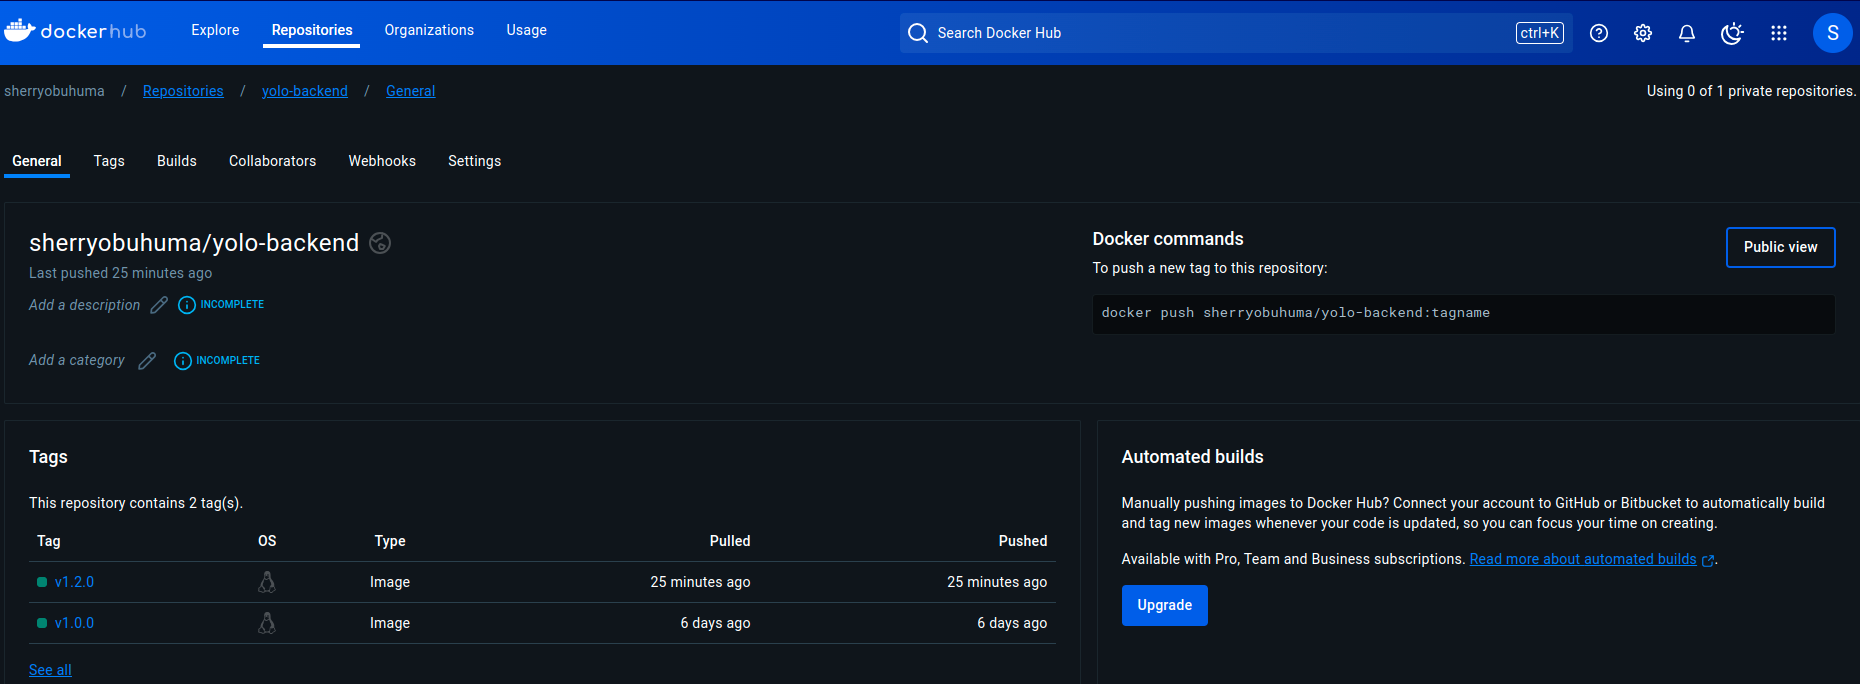 dockerhub
Explore Repositories Organizations Usage
Search Docker Hub ctrl+K
S
sherryobuhuma / Repositories / yolo-backend / General
Using 0 of 1 private repositories.
General Tags Builds Collaborators Webhooks Settings
sherryobuhuma/yolo-backend
Last pushed 25 minutes ago
Add a description INCOMPLETE
Add a category INCOMPLETE
Docker commands
Public view
To push a new tag to this repository:
docker push sherryobuhuma/yolo-backend:tagname
Tags
This repository contains 2 tag(s).
Tag OS Type Pulled Pushed
v1.2.0 Image 25 minutes ago 25 minutes ago
v1.0.0 Image 6 days ago 6 days ago
See all
Automated builds
Manually pushing images to Docker Hub? Connect your account to GitHub or Bitbucket to automatically build
and tag new images whenever your code is updated, so you can focus your time on creating.
Available with Pro, Team and Business subscriptions. Read more about automated builds .
Upgrade